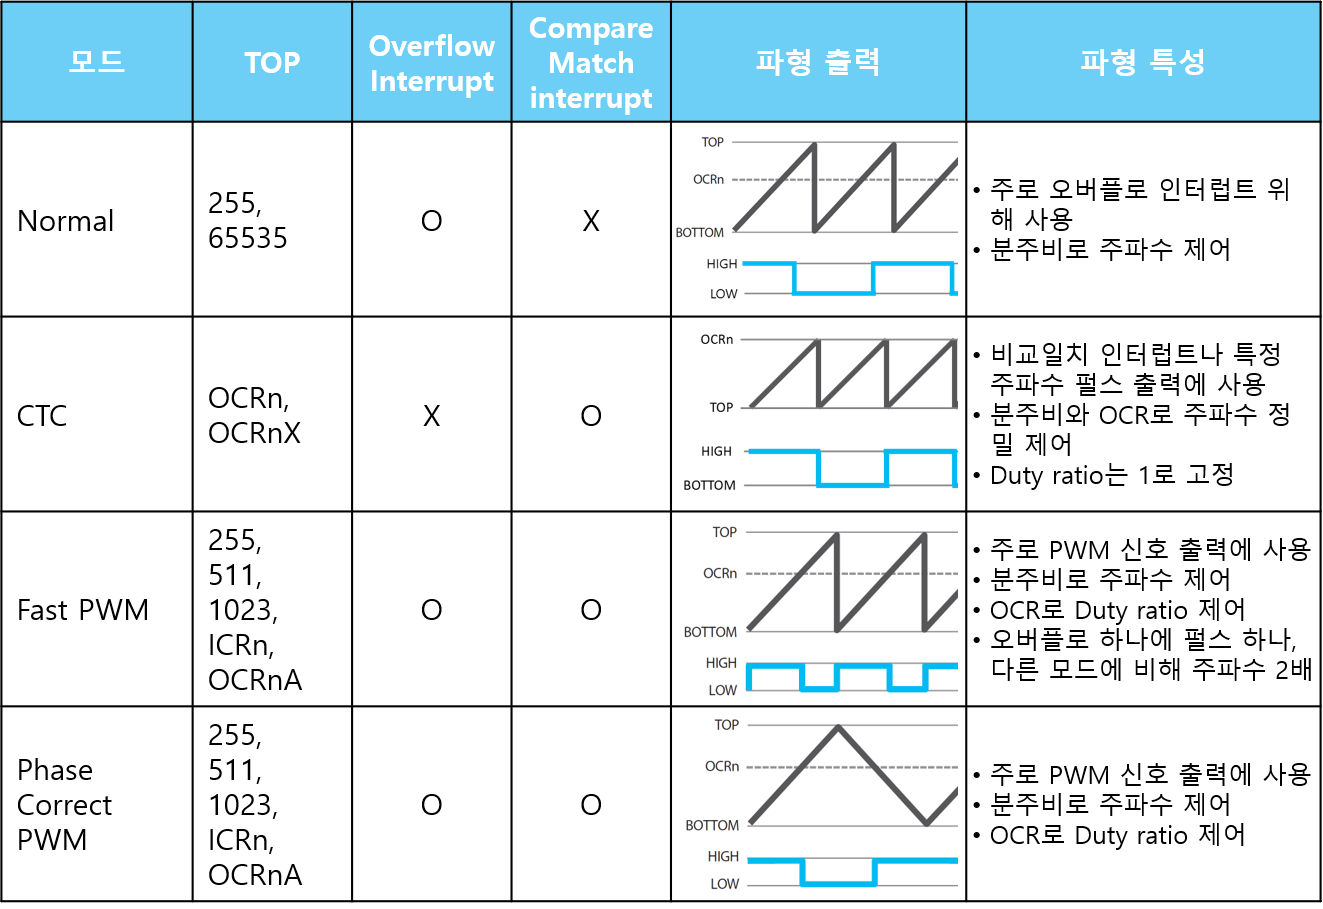 모드
TOP
Overflow
Interrupt
Compare
Match
interrupt
파형 출력
파형 특성
Normal
255,
65535
O
X
TOP
OCRn
BOTTOM
HIGH
LOW
• 주로 오버플로 인터럽트 위
해 사용
• 분주비로 주파수 제어
CTC
OCRn,
OCRnX
X
O
OCRn
TOP
HIGH
BOTTOM
• 비교일치 인터럽트나 특정
주파수 펄스 출력에 사용
• 분주비와 OCR로 주파수 정
밀 제어
• Duty ratio는 1로 고정
Fast PWM
255,
511,
1023,
ICRn,
OCRnA
O
O
TOP
OCRn
BOTTOM
HIGH
LOW
• 주로 PWM 신호 출력에 사용
• 분주비로 주파수 제어
• OCR로 Duty ratio 제어
• 오버플로 하나에 펄스 하나,
다른 모드에 비해 주파수 2배
Phase
Correct
PWM
255,
511,
1023,
ICRn,
OCRnA
O
O
TOP
OCRn
BOTTOM
HIGH
LOW
• 주로 PWM 신호 출력에 사용
• 분주비로 주파수 제어
• OCR로 Duty ratio 제어